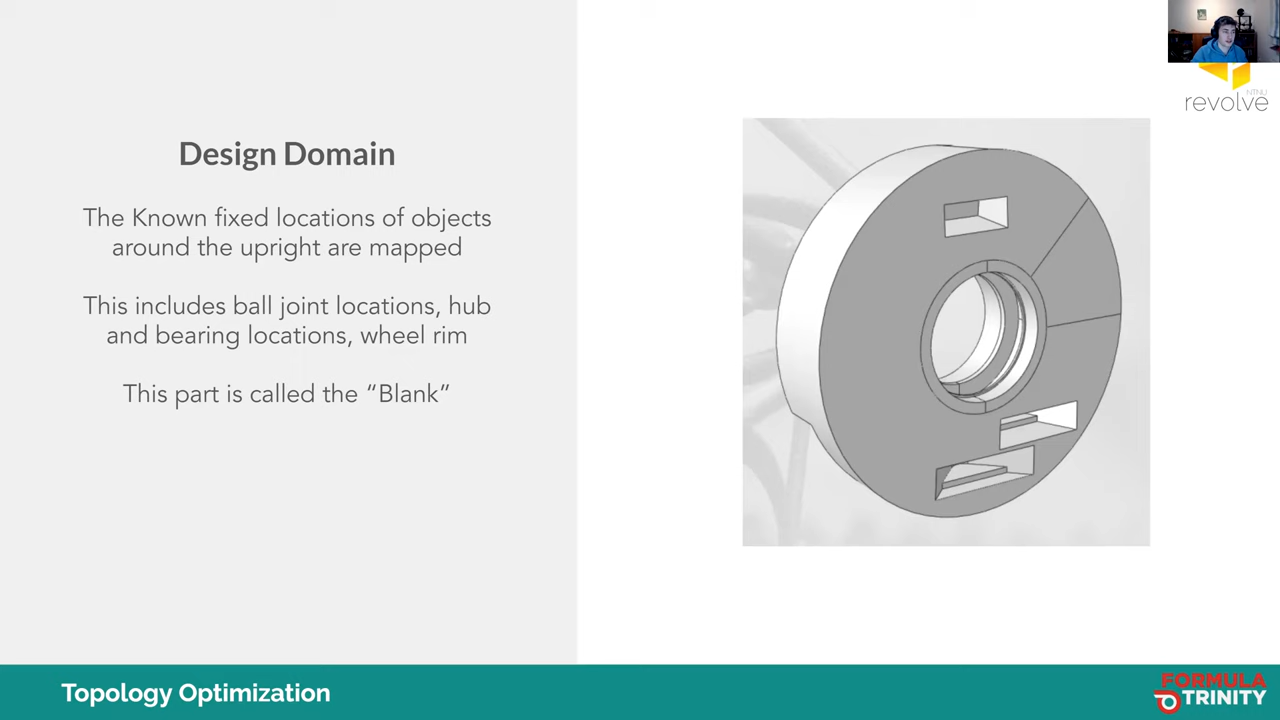 Design Domain
The Known fixed locations of objects
around the upright are mapped
This includes ball joint locations, hub
and bearing locations, wheel rim
This part is called the “Blank”
NTNU
revolve
Topology Optimization
FORMULA
TRINITY